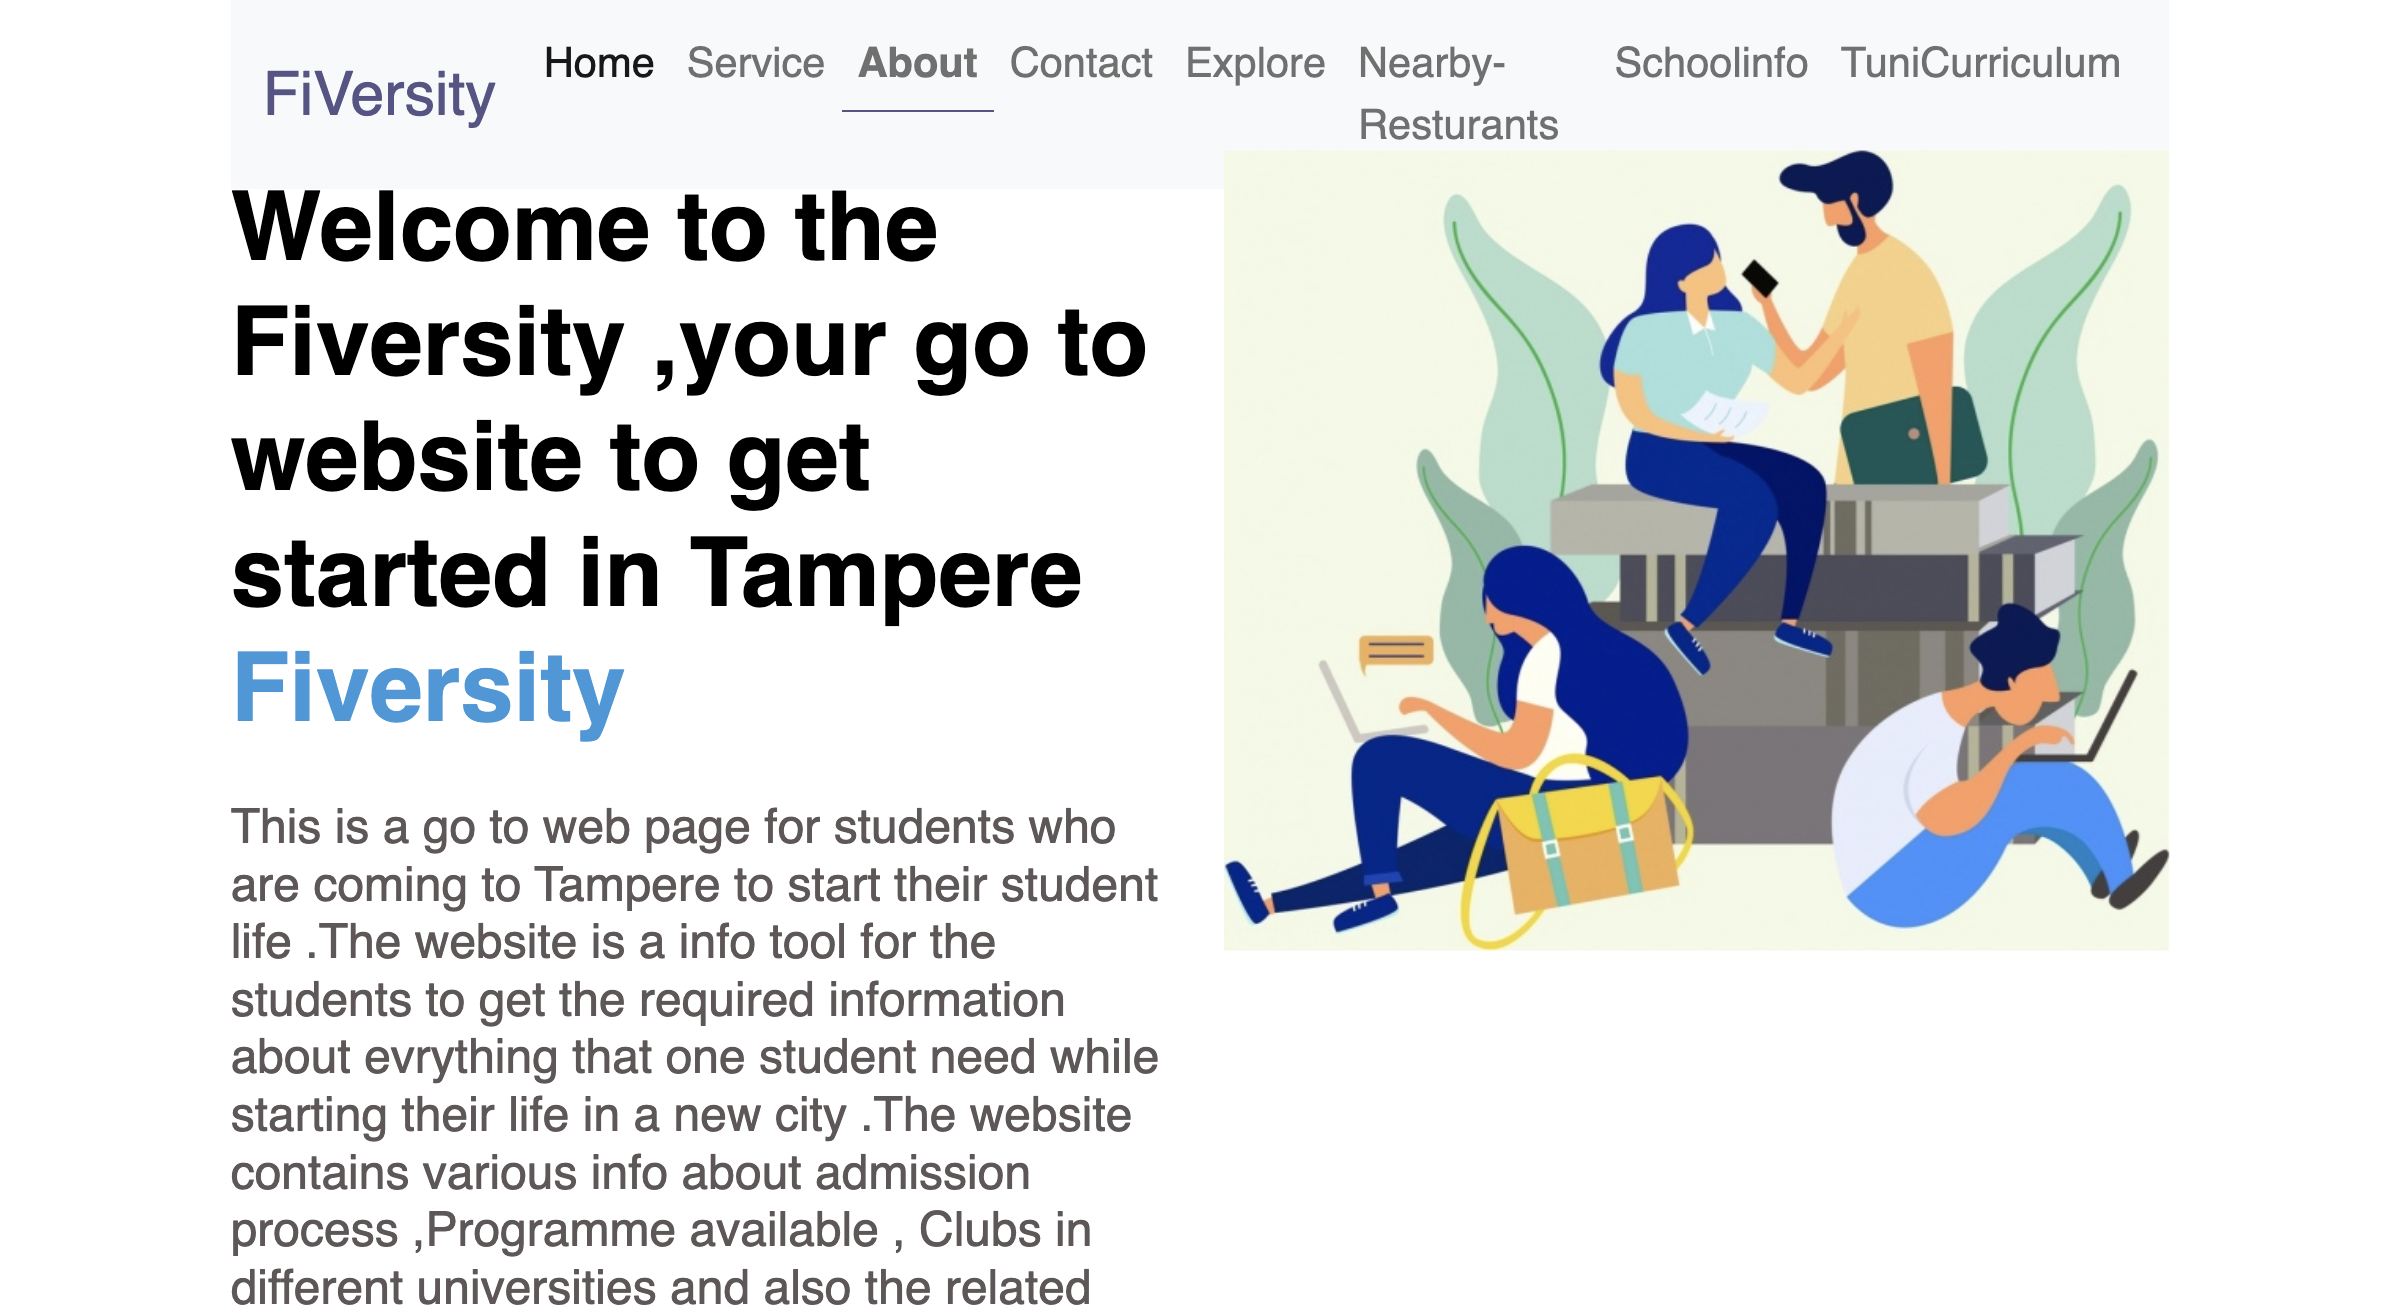 FiVersity
Home Service About Contact Explore Nearby-
Resturants
Schoolinfo TuniCurriculum
Welcome to the
Fiversity ,your go to
website to get
started in Tampere
Fiversity
This is a go to web page for students who
are coming to Tampere to start their student
life .The website is a info tool for the
students to get the required information
about evrything that one student need while
starting their life in a new city .The website
contains various info about admission
process ,Programme available , Clubs in
different universities and also the related